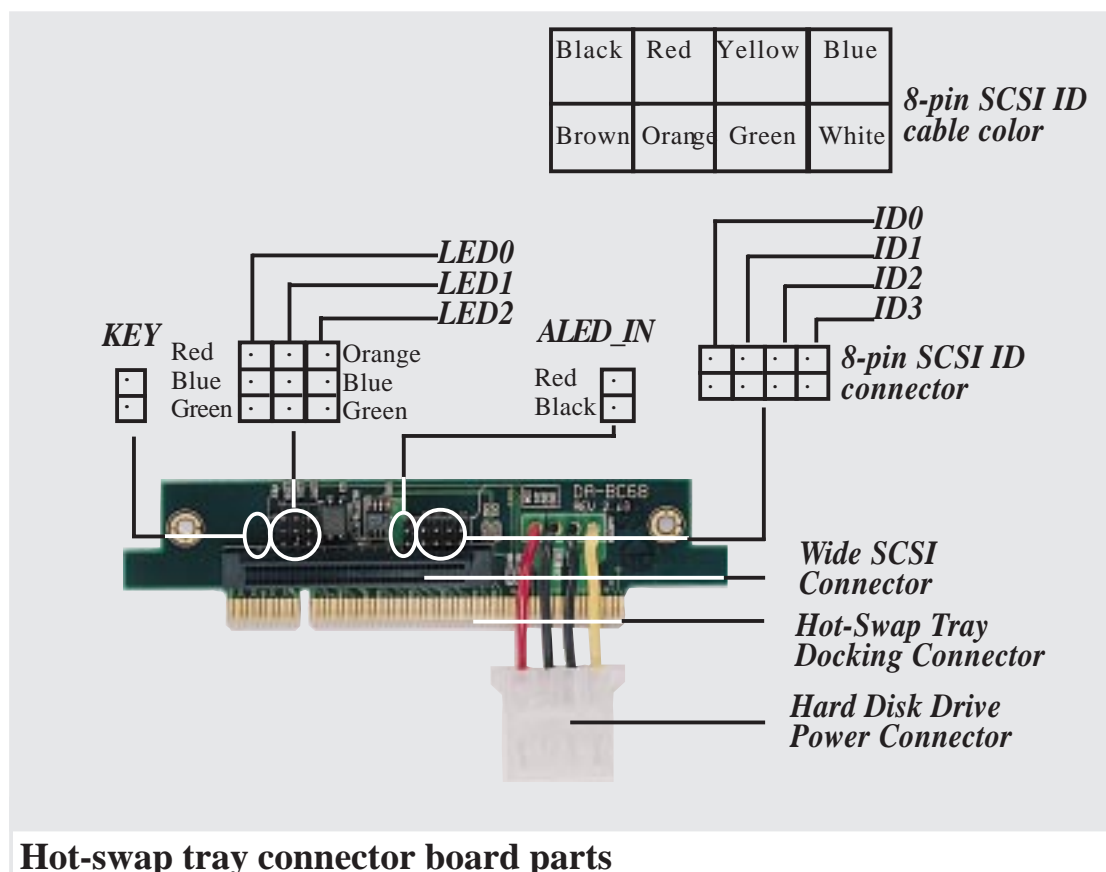 Black Red Yellow Blue
Brown Orange Green White
8-pin SCSI ID
cable color
LED0
LED1
LED2
ID0
ID1
ID2
ID3
KEY
Red
Blue
Green
Orange
Blue
Green
ALED_IN
Red
Black
8-pin SCSI ID
connector
DA-BC68
Wide SCSI
Connector
Hot-Swap Tray
Docking Connector
Hard Disk Drive
Power Connector
Hot-swap tray connector board parts